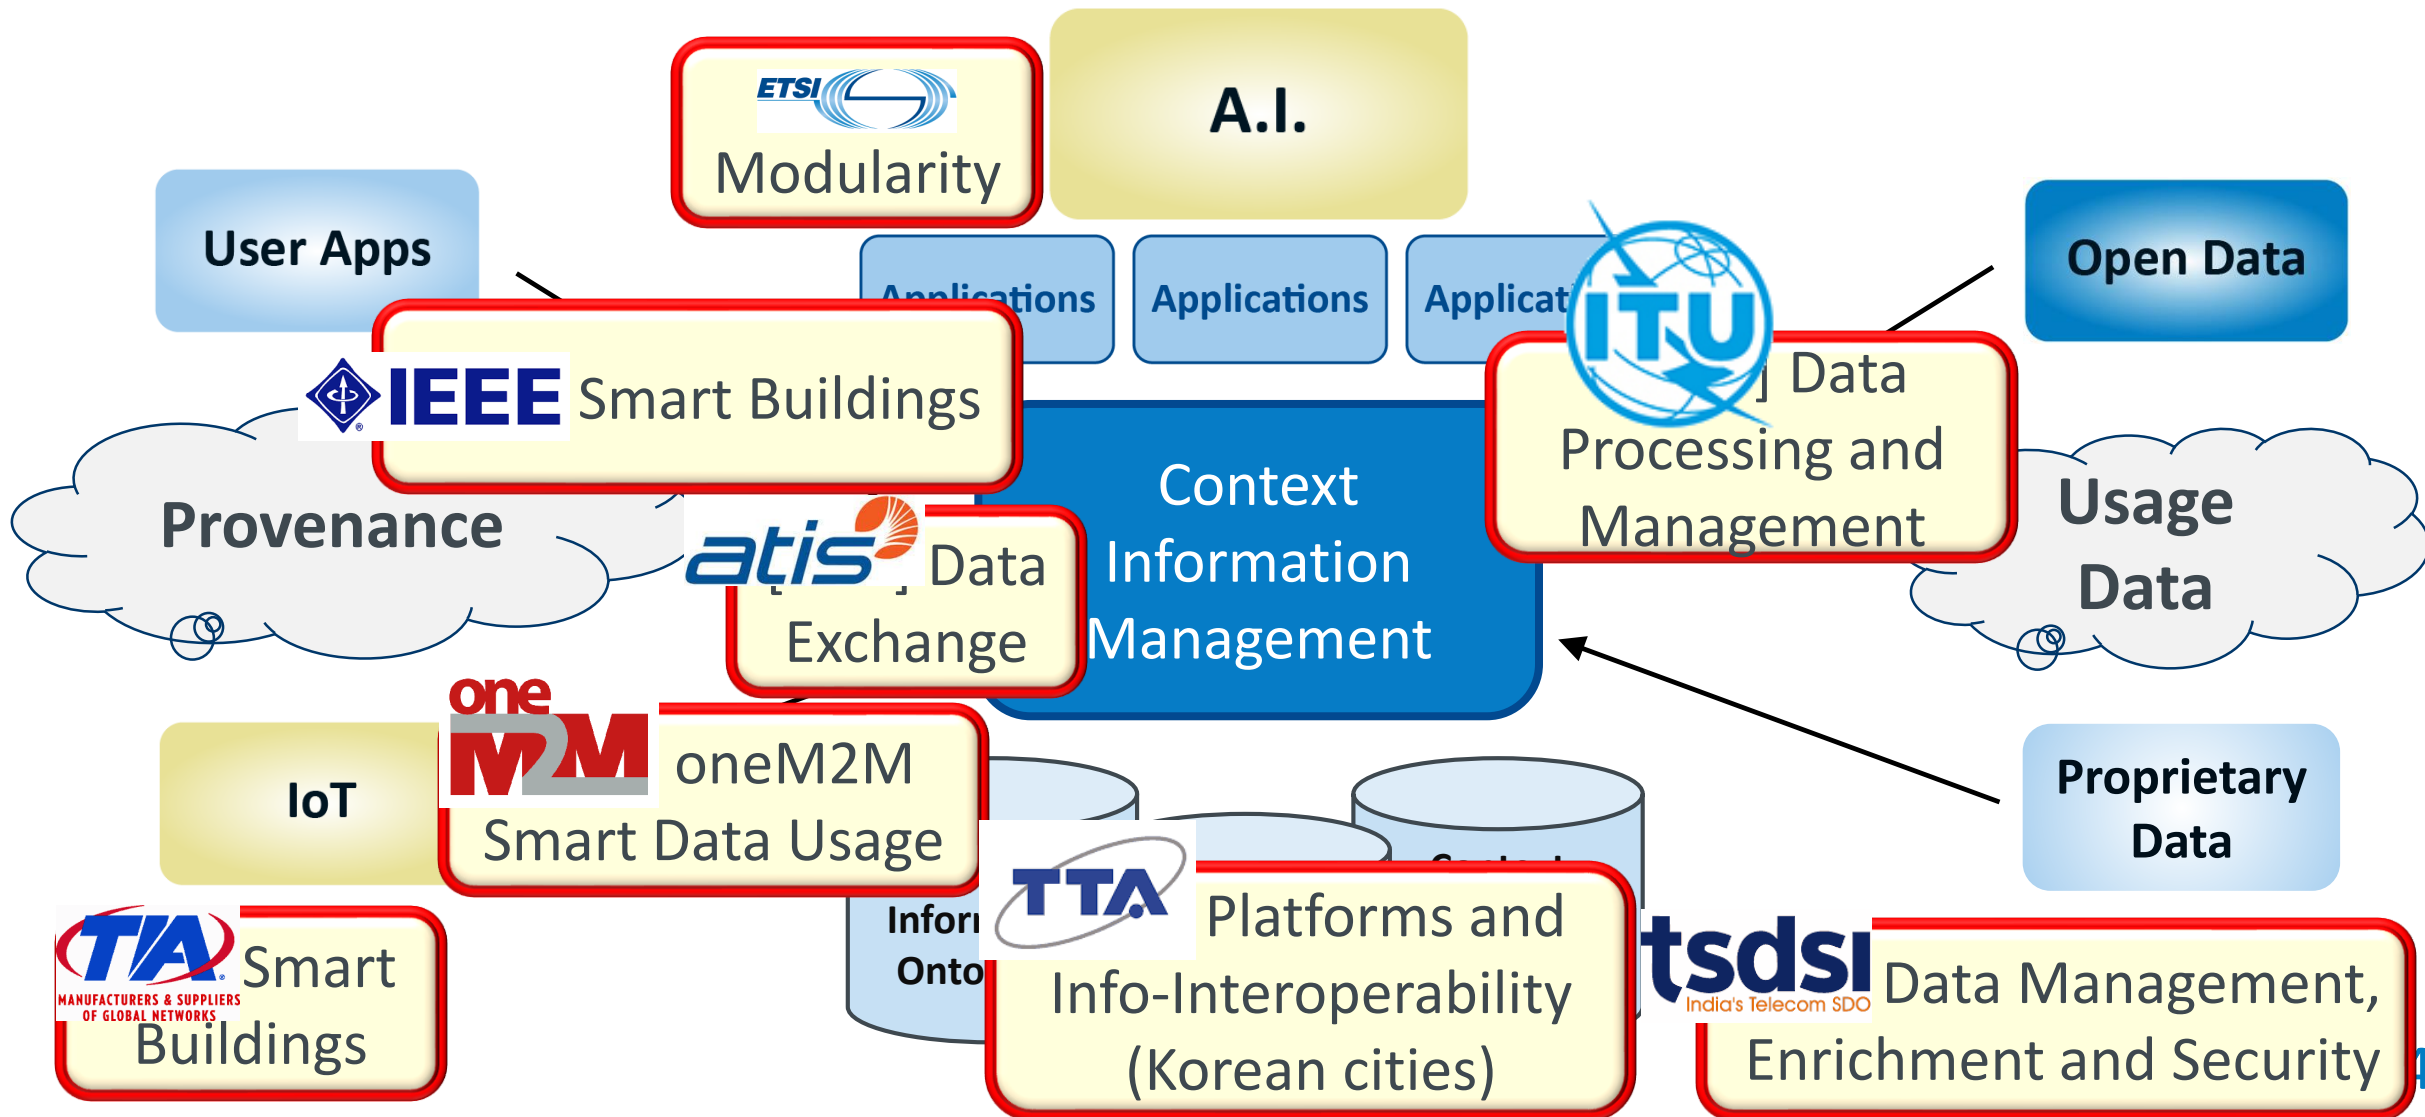 ETSI
Modularity
A.I.
User Apps
Open Data
Applications
Applications
Applicat
ITU
] Data
Processing and
Management
IEEE
Smart Buildings
Provenance
Context
Information
Management
Usage
Data
atis
Data
Exchange
one
M2M
oneM2M
Smart Data Usage
IoT
Proprietary
Data
TTA
Platforms and
Info-Interoperability
(Korean cities)
Inform
Onto
TIA
MANUFACTURERS & SUPPLIERS
OF GLOBAL NETWORKS
Smart
Buildings
tsdsi
India's Telecom SDO
Data Management,
Enrichment and Security
4